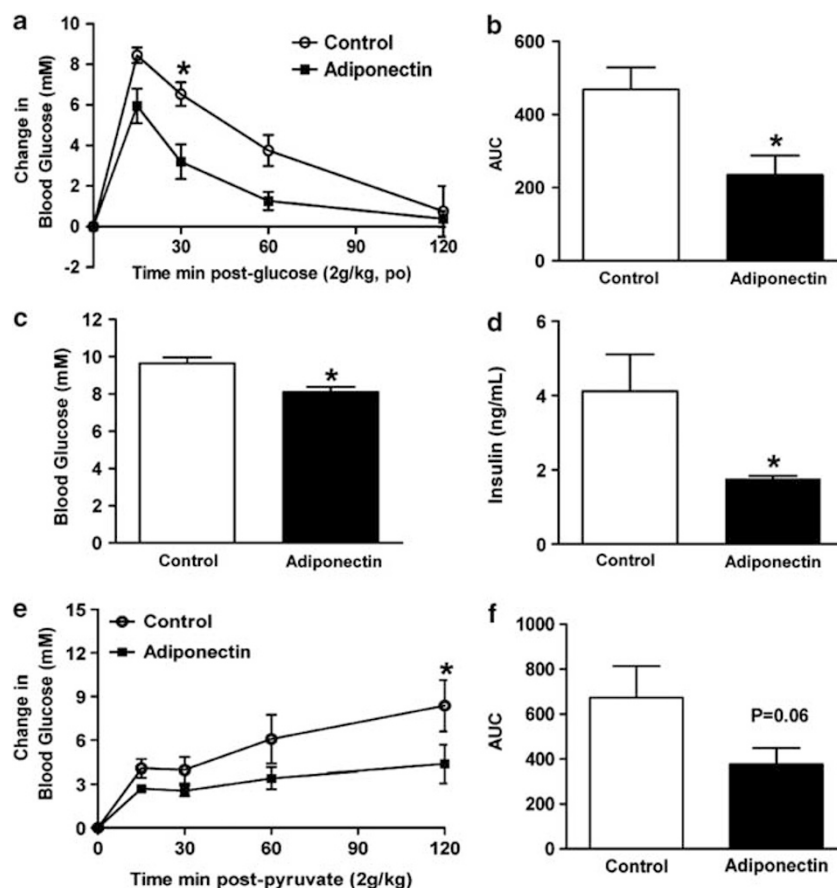 a
Change in
Blood Glucose (mM)
10
8
6
4
2
0
-2
*
Control
Adiponectin
30
60
90
120
Time min post-glucose (2g/kg, po)
b
AUC
600
400
200
0
*
Control
Adiponectin
c
Blood Glucose (mM)
12
10
8
6
4
2
0
*
Control
Adiponectin
d
Insulin (ng/mL)
6
4
2
0
*
Control
Adiponectin
e
Change in
Blood Glucose (mM)
15
12
9
6
3
0
Control
Adiponectin
*
0
30
60
90
120
Time min post-pyruvate (2g/kg)
f
AUC
1000
800
600
400
200
0
P=0.06
Control
Adiponectin